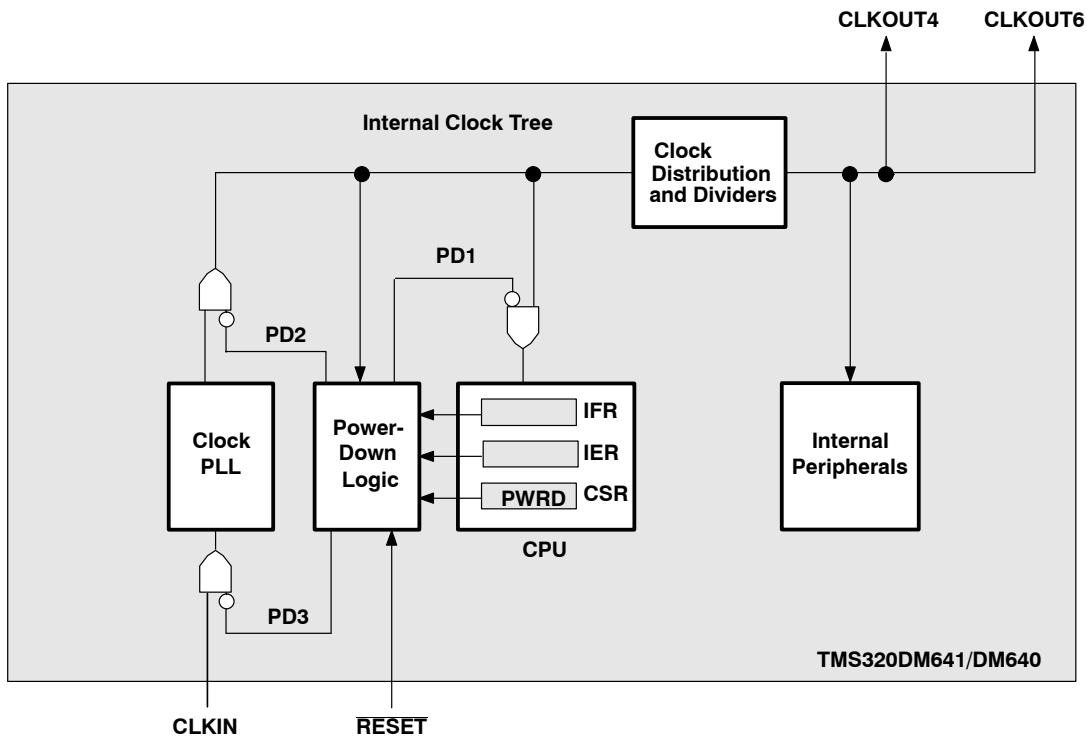 CLKOUT4
CLKOUT6
Internal Clock Tree
Clock
Distribution
and Dividers
PD1
PD2
Clock
PLL
Power-
Down
Logic
IFR
IER
PWRD
CSR
CPU
Internal
Peripherals
PD3
TMS320DM641/DM640
CLKIN
RESET